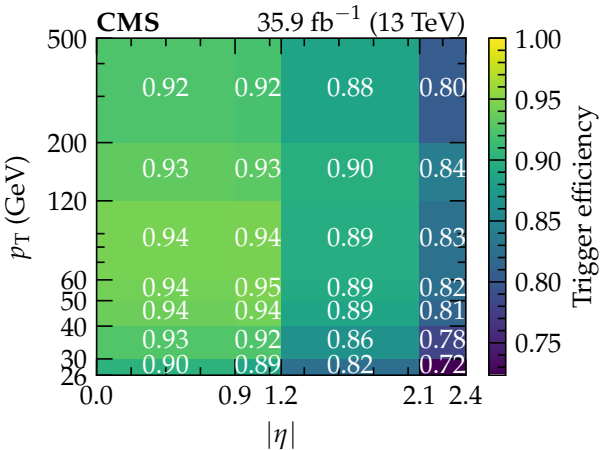 CMS 35.9 fb⁻¹ (13 TeV)
500 0.92 0.92 0.88 0.80 1.00
200 0.93 0.93 0.90 0.84 0.95
120 0.94 0.94 0.89 0.83 0.90
60 0.94 0.95 0.89 0.82 0.85
50 0.94 0.94 0.89 0.81 0.80
40 0.93 0.92 0.86 0.78 0.75
30 0.90 0.89 0.82 0.72
26
0.0 0.9 1.2 2.1 2.4
|η|
p_T (GeV)
Trigger efficiency